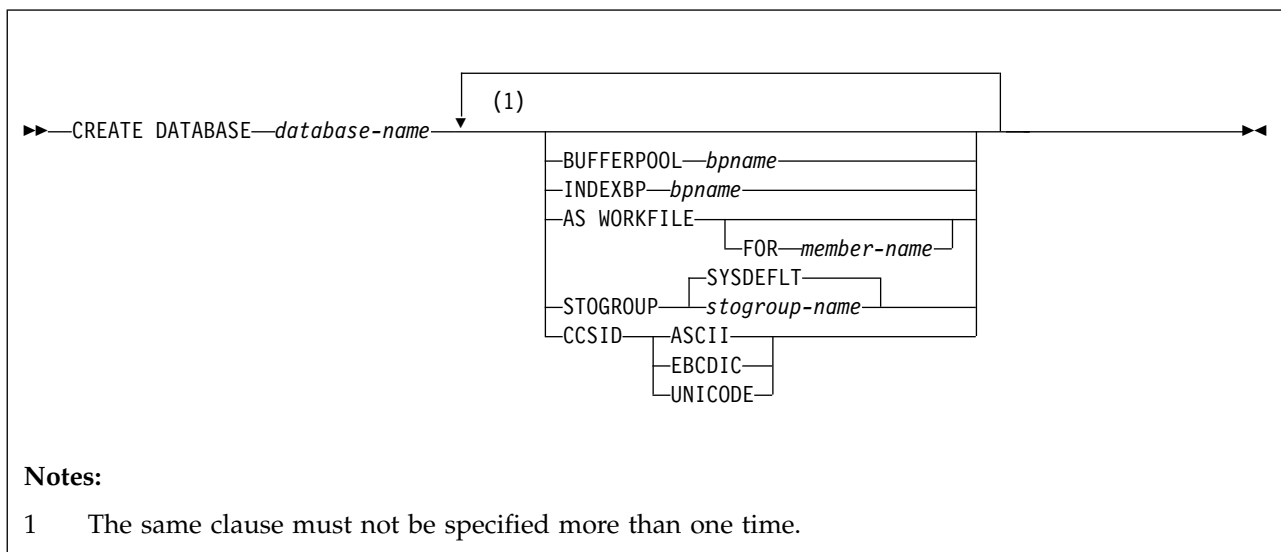 (1)
CREATE DATABASE database-name
BUFFERPOOL bpname
INDEXBP bpname
AS WORKFILE
FOR member-name
SYSDEFLT
STOGROUP stogroup-name
CCSID ASCII
EBCDIC
UNICODE
Notes:
1 The same clause must not be specified more than one time.